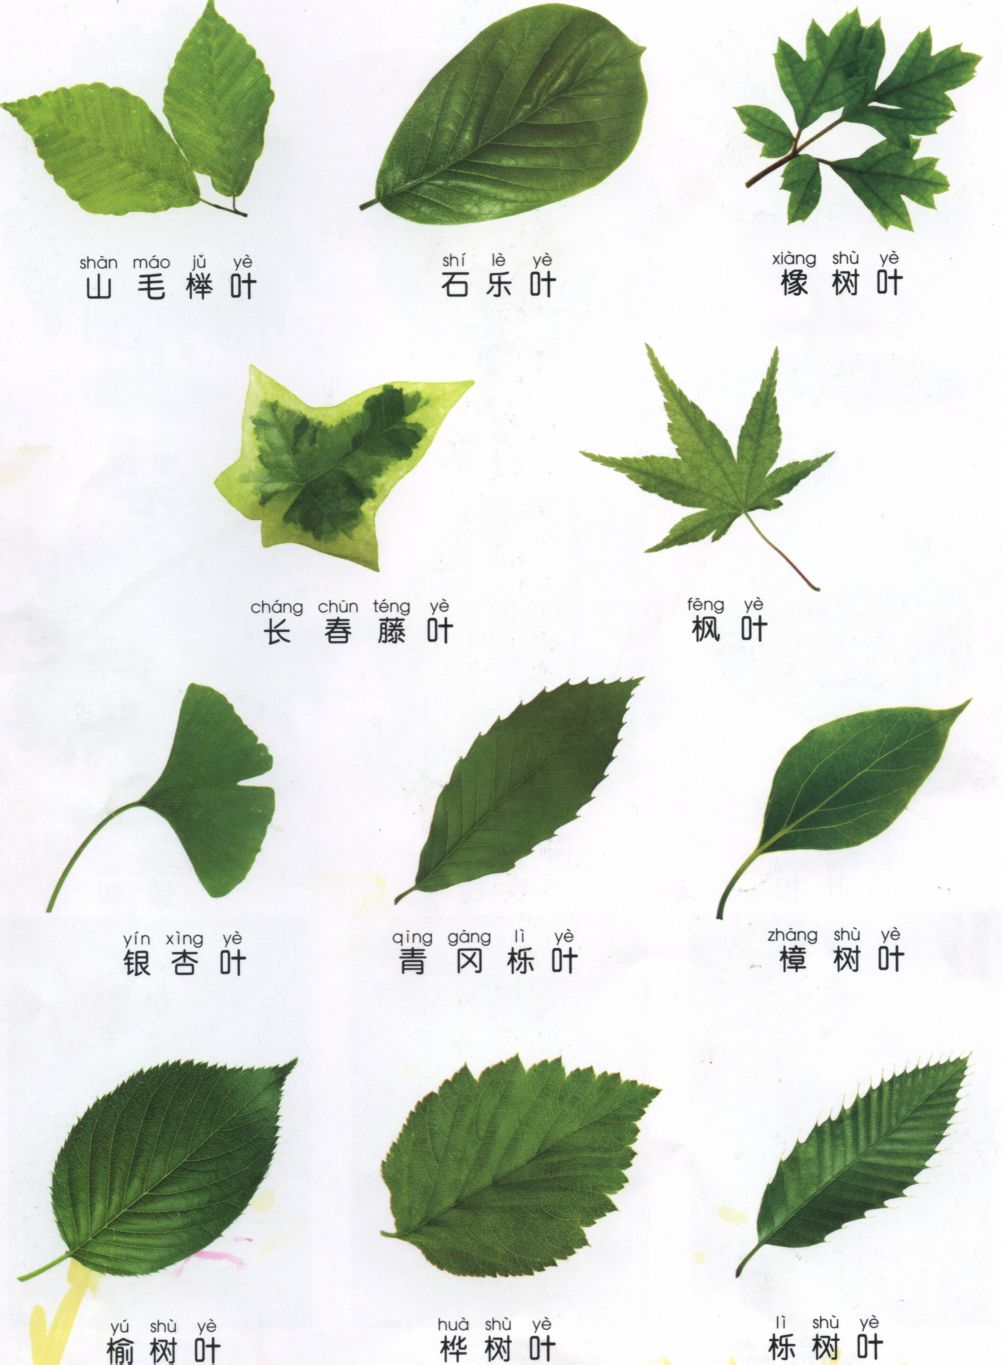 shān máo jǔ yè
山毛榉叶
shí lè yè
石乐叶
xiàng shù yè
橡树叶
cháng chūn téng yè
长春藤叶
fēng yè
枫叶
yín xìng yè
银杏叶
qīng gāng lì yè
青冈栎叶
zhāng shù yè
樟树叶
yú shù yè
榆树叶
huà shù yè
桦树叶
lì shù yè
栎树叶